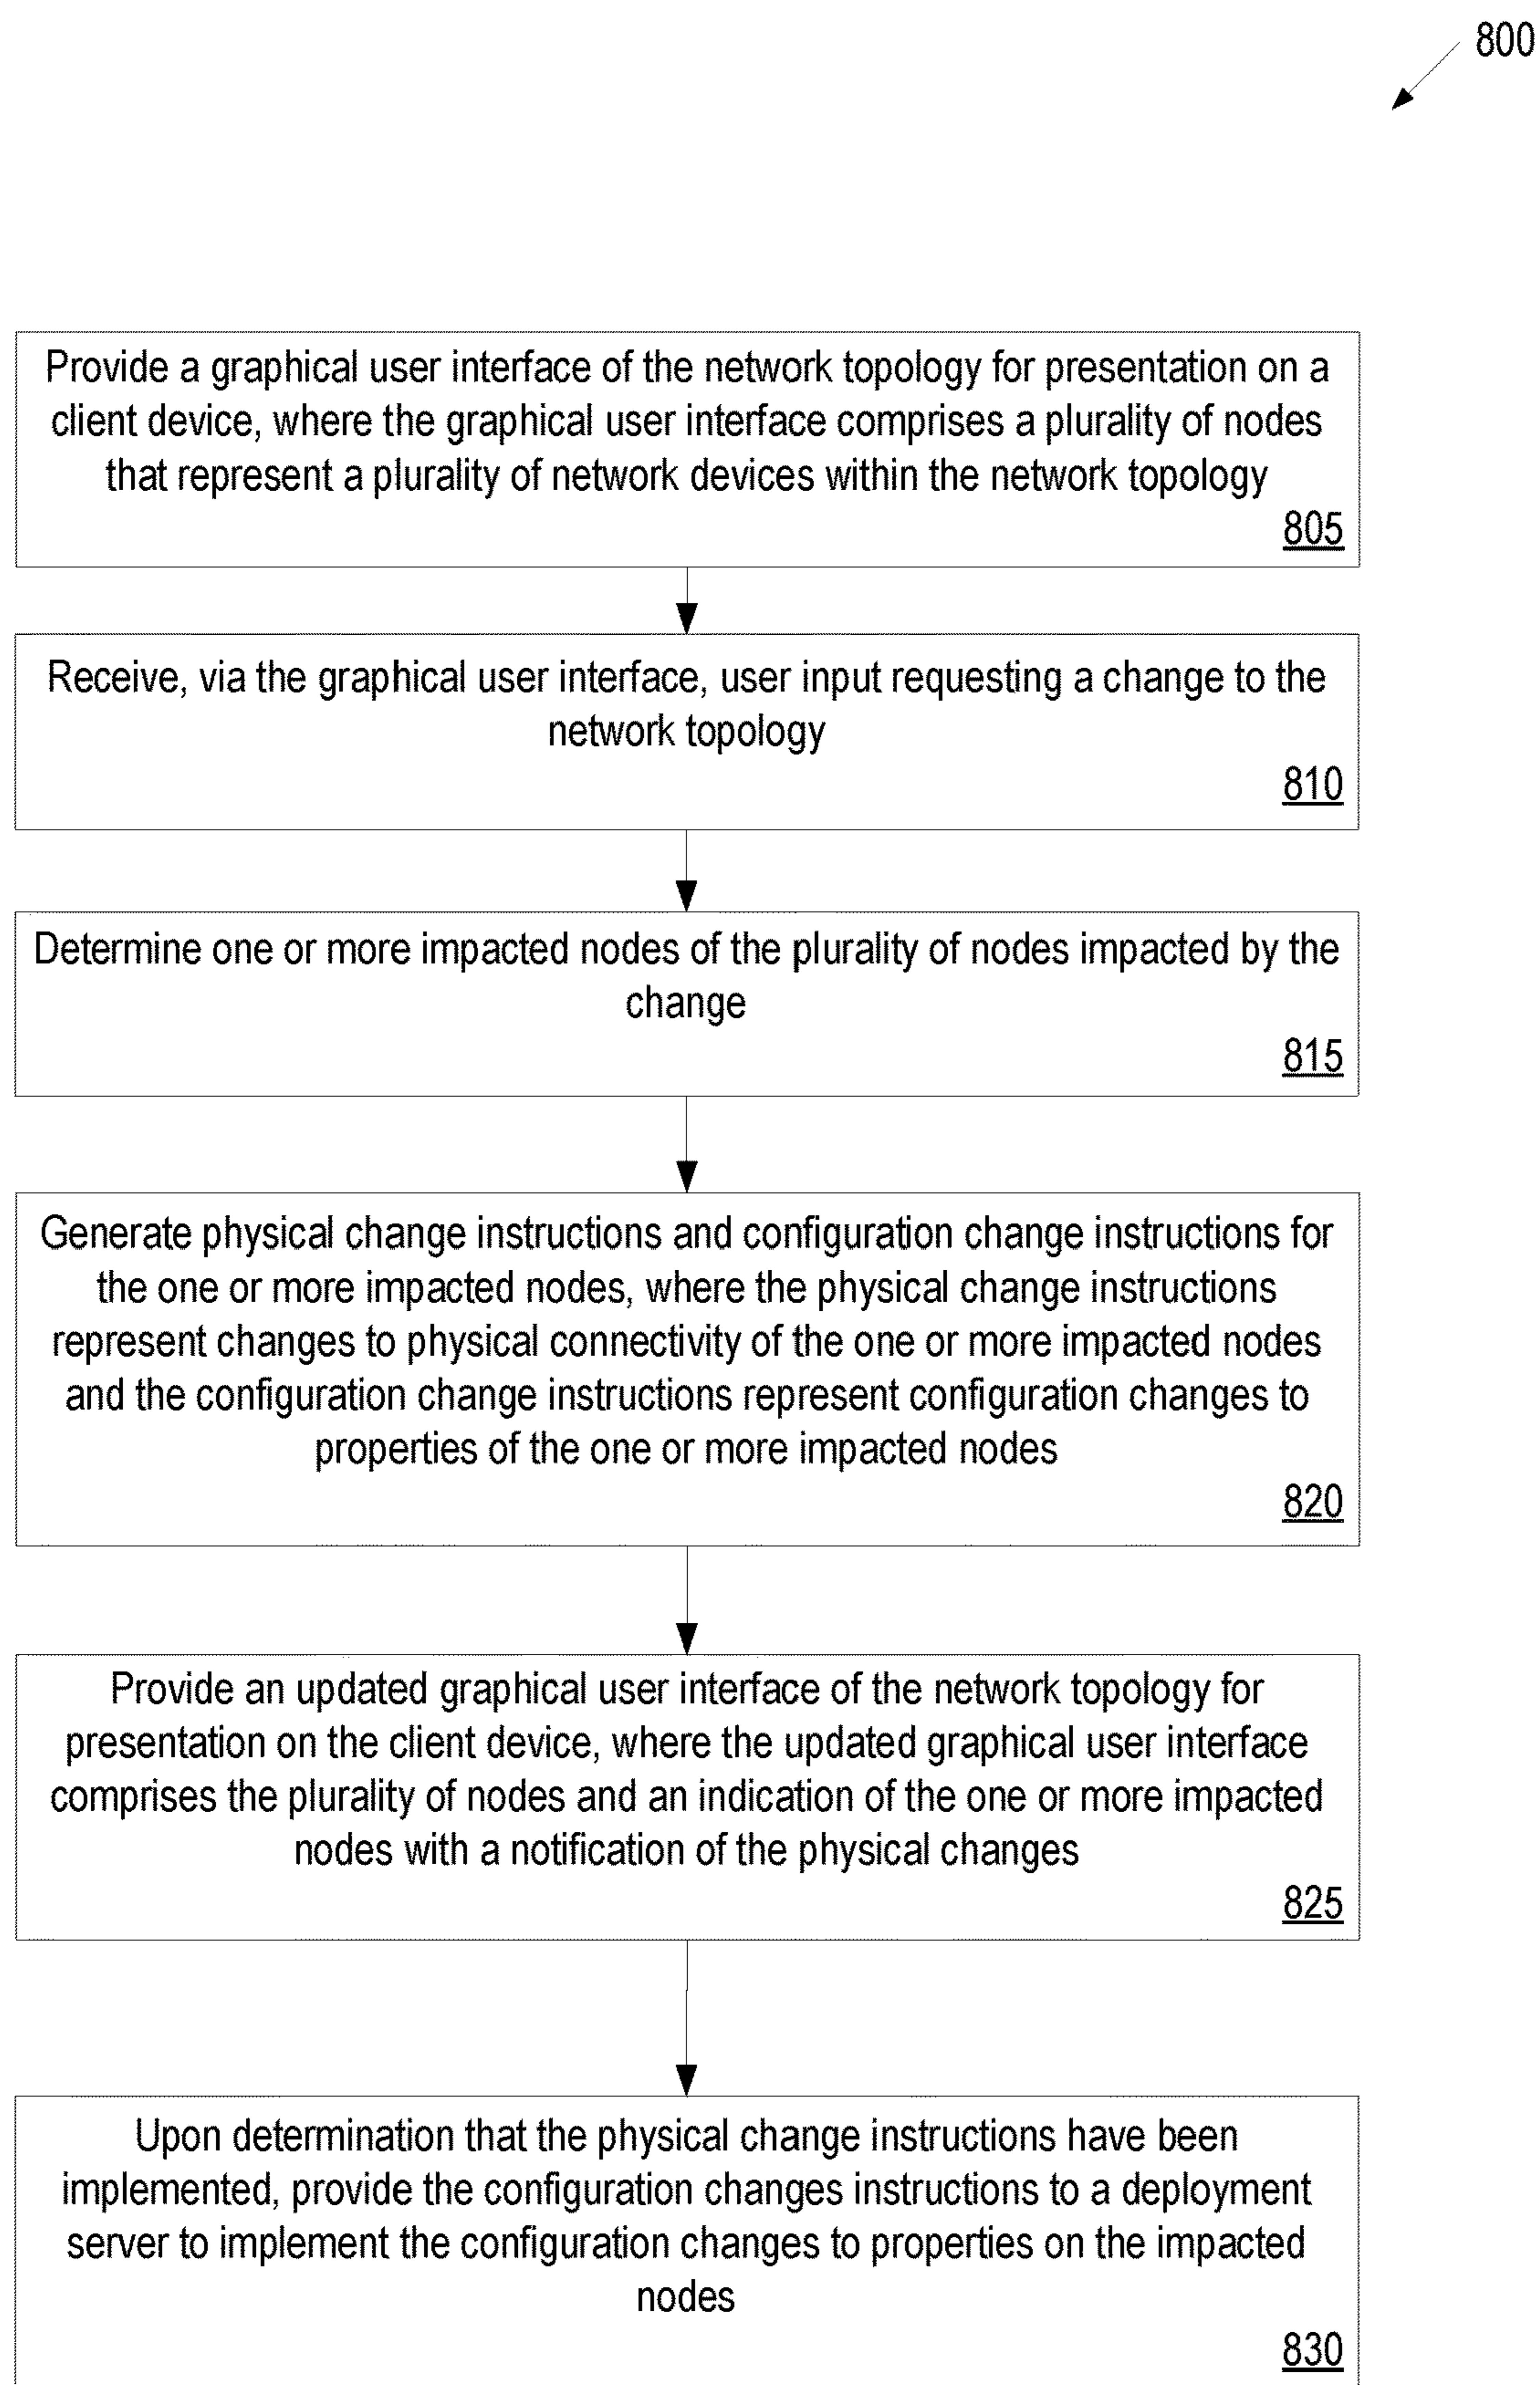 800
Provide a graphical user interface of the network topology for presentation on a
client device, where the graphical user interface comprises a plurality of nodes
that represent a plurality of network devices within the network topology
805
Receive, via the graphical user interface, user input requesting a change to the
network topology
810
Determine one or more impacted nodes of the plurality of nodes impacted by the
change
815
Generate physical change instructions and configuration change instructions for
the one or more impacted nodes, where the physical change instructions
represent changes to physical connectivity of the one or more impacted nodes
and the configuration change instructions represent configuration changes to
properties of the one or more impacted nodes
820
Provide an updated graphical user interface of the network topology for
presentation on the client device, where the updated graphical user interface
comprises the plurality of nodes and an indication of the one or more impacted
nodes with a notification of the physical changes
825
Upon determination that the physical change instructions have been
implemented, provide the configuration changes instructions to a deployment
server to implement the configuration changes to properties on the impacted
nodes
830